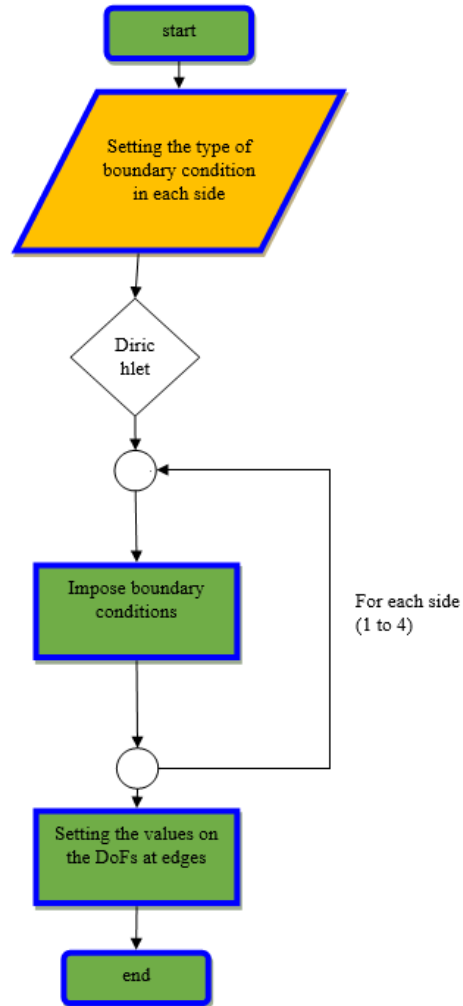 start
Setting the type of
boundary condition
in each side
Diric
hlet
Impose boundary
conditions
For each side
(1 to 4)
Setting the values on
the DoFs at edges
end